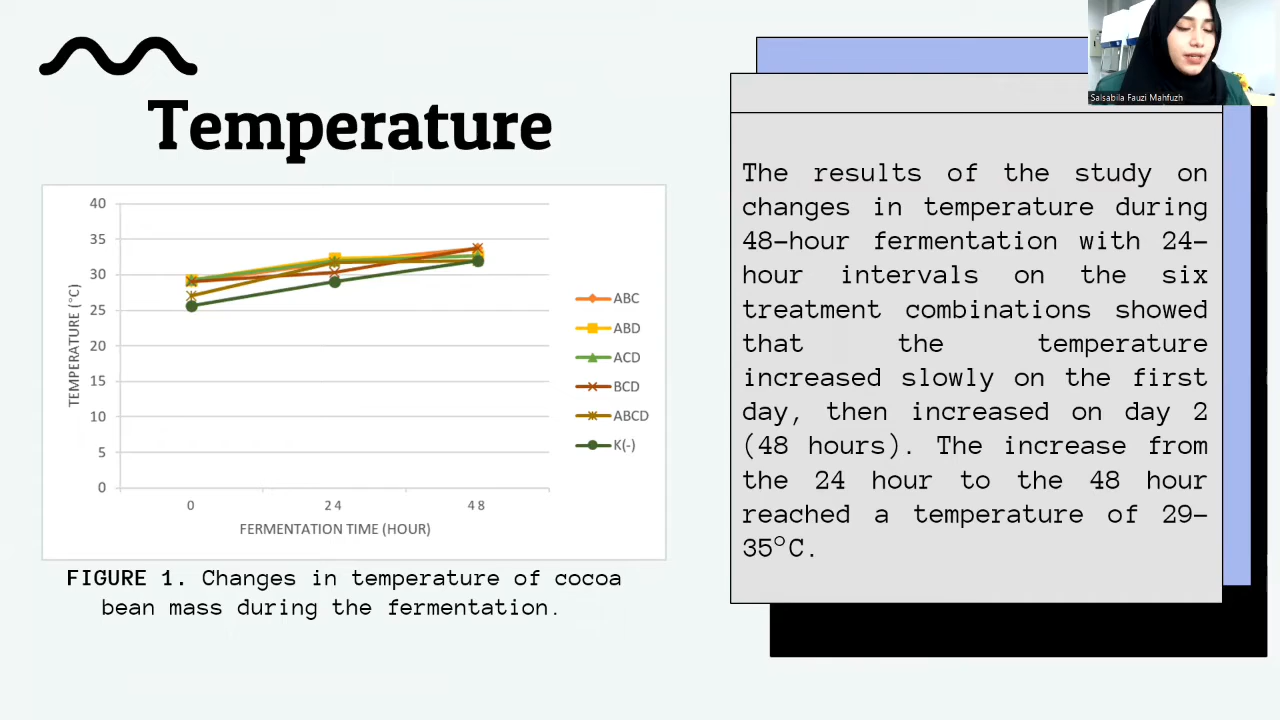 Temperature
40
35
30
25
20
15
10
5
0
TEMPERATURE (°C)
0
24
48
FERMENTATION TIME (HOUR)
ABC
ABD
ACD
BCD
ABCD
K(-)
FIGURE 1. Changes in temperature of cocoa
bean mass during the fermentation.
Salsabila Fauzi Mahfuzh
The results of the study on
changes in temperature during
48-hour fermentation with 24-
hour intervals on the six
treatment combinations showed
that the temperature
increased slowly on the first
day, then increased on day 2
(48 hours). The increase from
the 24 hour to the 48 hour
reached a temperature of 29-
35°C.